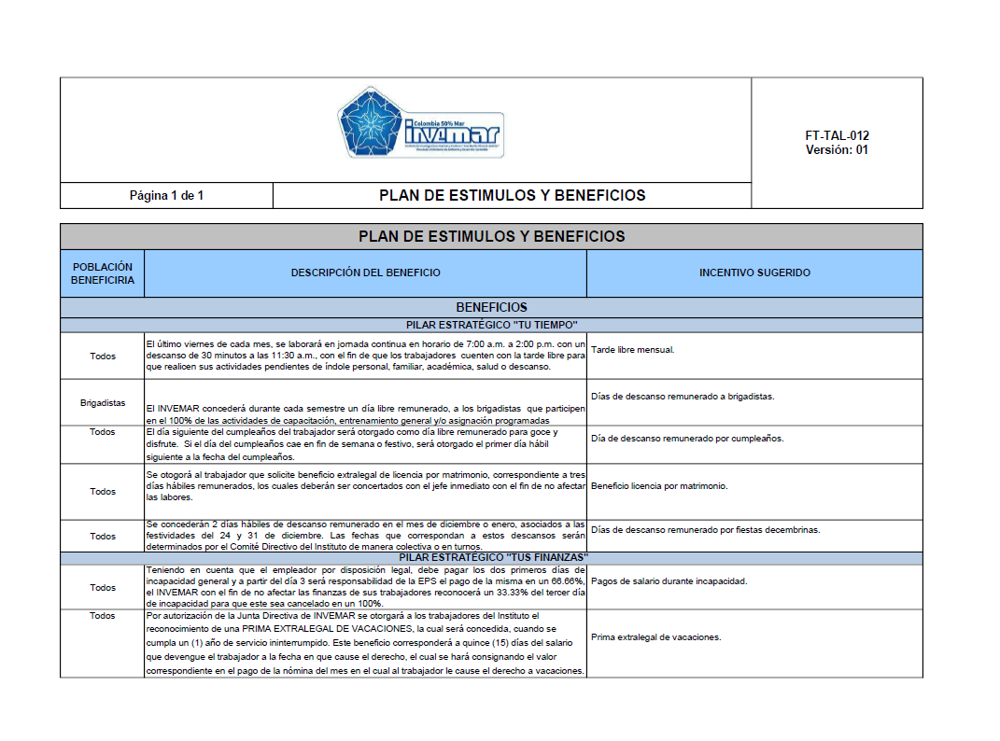 Colombia 50% Mar
invemar
FT-TAL-012
Versión: 01
Página 1 de 1
PLAN DE ESTIMULOS Y BENEFICIOS
PLAN DE ESTIMULOS Y BENEFICIOS
POBLACIÓN
BENEFICIRIA
DESCRIPCIÓN DEL BENEFICIO
INCENTIVO SUGERIDO
BENEFICIOS
PILAR ESTRATÉGICO "TU TIEMPO"
Todos
El último viernes de cada mes, se laborará en jornada continua en horario de 7:00 a.m. a 2:00 p.m. con un
descanso de 30 minutos a las 11:30 a.m., con el fin de que los trabajadores cuenten con la tarde libre para
que realicen sus actividades pendientes de índole personal, familiar, académica, salud o descanso.
Tarde libre mensual.
Brigadistas
El INVEMAR concederá durante cada semestre un día libre remunerado, a los brigadistas que participen
en el 100% de las actividades de capacitación, entrenamiento general y/o asignación programadas
Días de descanso remunerado a brigadistas.
Todos
El día siguiente del cumpleaños del trabajador será otorgado como día libre remunerado para goce y
disfrute. Si el día del cumpleaños cae en fin de semana o festivo, será otorgado el primer día hábil
siguiente a la fecha del cumpleaños.
Día de descanso remunerado por cumpleaños.
Todos
Se otogorá al trabajador que solicite beneficio extralegal de licencia por matrimonio, correspondiente a tres
días hábiles remunerados, los cuales deberán ser concertados con el jefe inmediato con el fin de no afectar
las labores.
Beneficio licencia por matrimonio.
Todos
Se concederán 2 días hábiles de descanso remunerado en el mes de diciembre o enero, asociados a las
festividades del 24 y 31 de diciembre. Las fechas que correspondan a estos descansos serán
determinados por el Comité Directivo del Instituto de manera colectiva o en turnos.
Días de descanso remunerado por fiestas decembrinas.
PILAR ESTRATÉGICO "TUS FINANZAS"
Todos
Teniendo en cuenta que el empleador por disposición legal, debe pagar los dos primeros días de
incapacidad general y a partir del día 3 será responsabilidad de la EPS el pago de la misma en un 66.66%,
el INVEMAR con el fin de no afectar las finanzas de sus trabajadores reconocerá un 33.33% del tercer día
de incapacidad para que este sea cancelado en un 100%.
Pagos de salario durante incapacidad.
Todos
Por autorización de la Junta Directiva de INVEMAR se otorgará a los trabajadores del Instituto el
reconocimiento de una PRIMA EXTRALEGAL DE VACACIONES, la cual será concedida, cuando se
cumpla un (1) año de servicio ininterrumpido. Este beneficio corresponderá a quince (15) días del salario
que devengue el trabajador a la fecha en que cause el derecho, el cual se hará consignando el valor
correspondiente en el pago de la nómina del mes en el cual al trabajador le cause el derecho a vacaciones.
Prima extralegal de vacaciones.